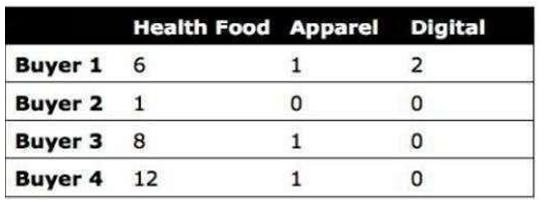 Health Food Apparel Digital
Buyer 1 6 1 2
Buyer 2 1 0 0
Buyer 3 8 1 0
Buyer 4 12 1 0